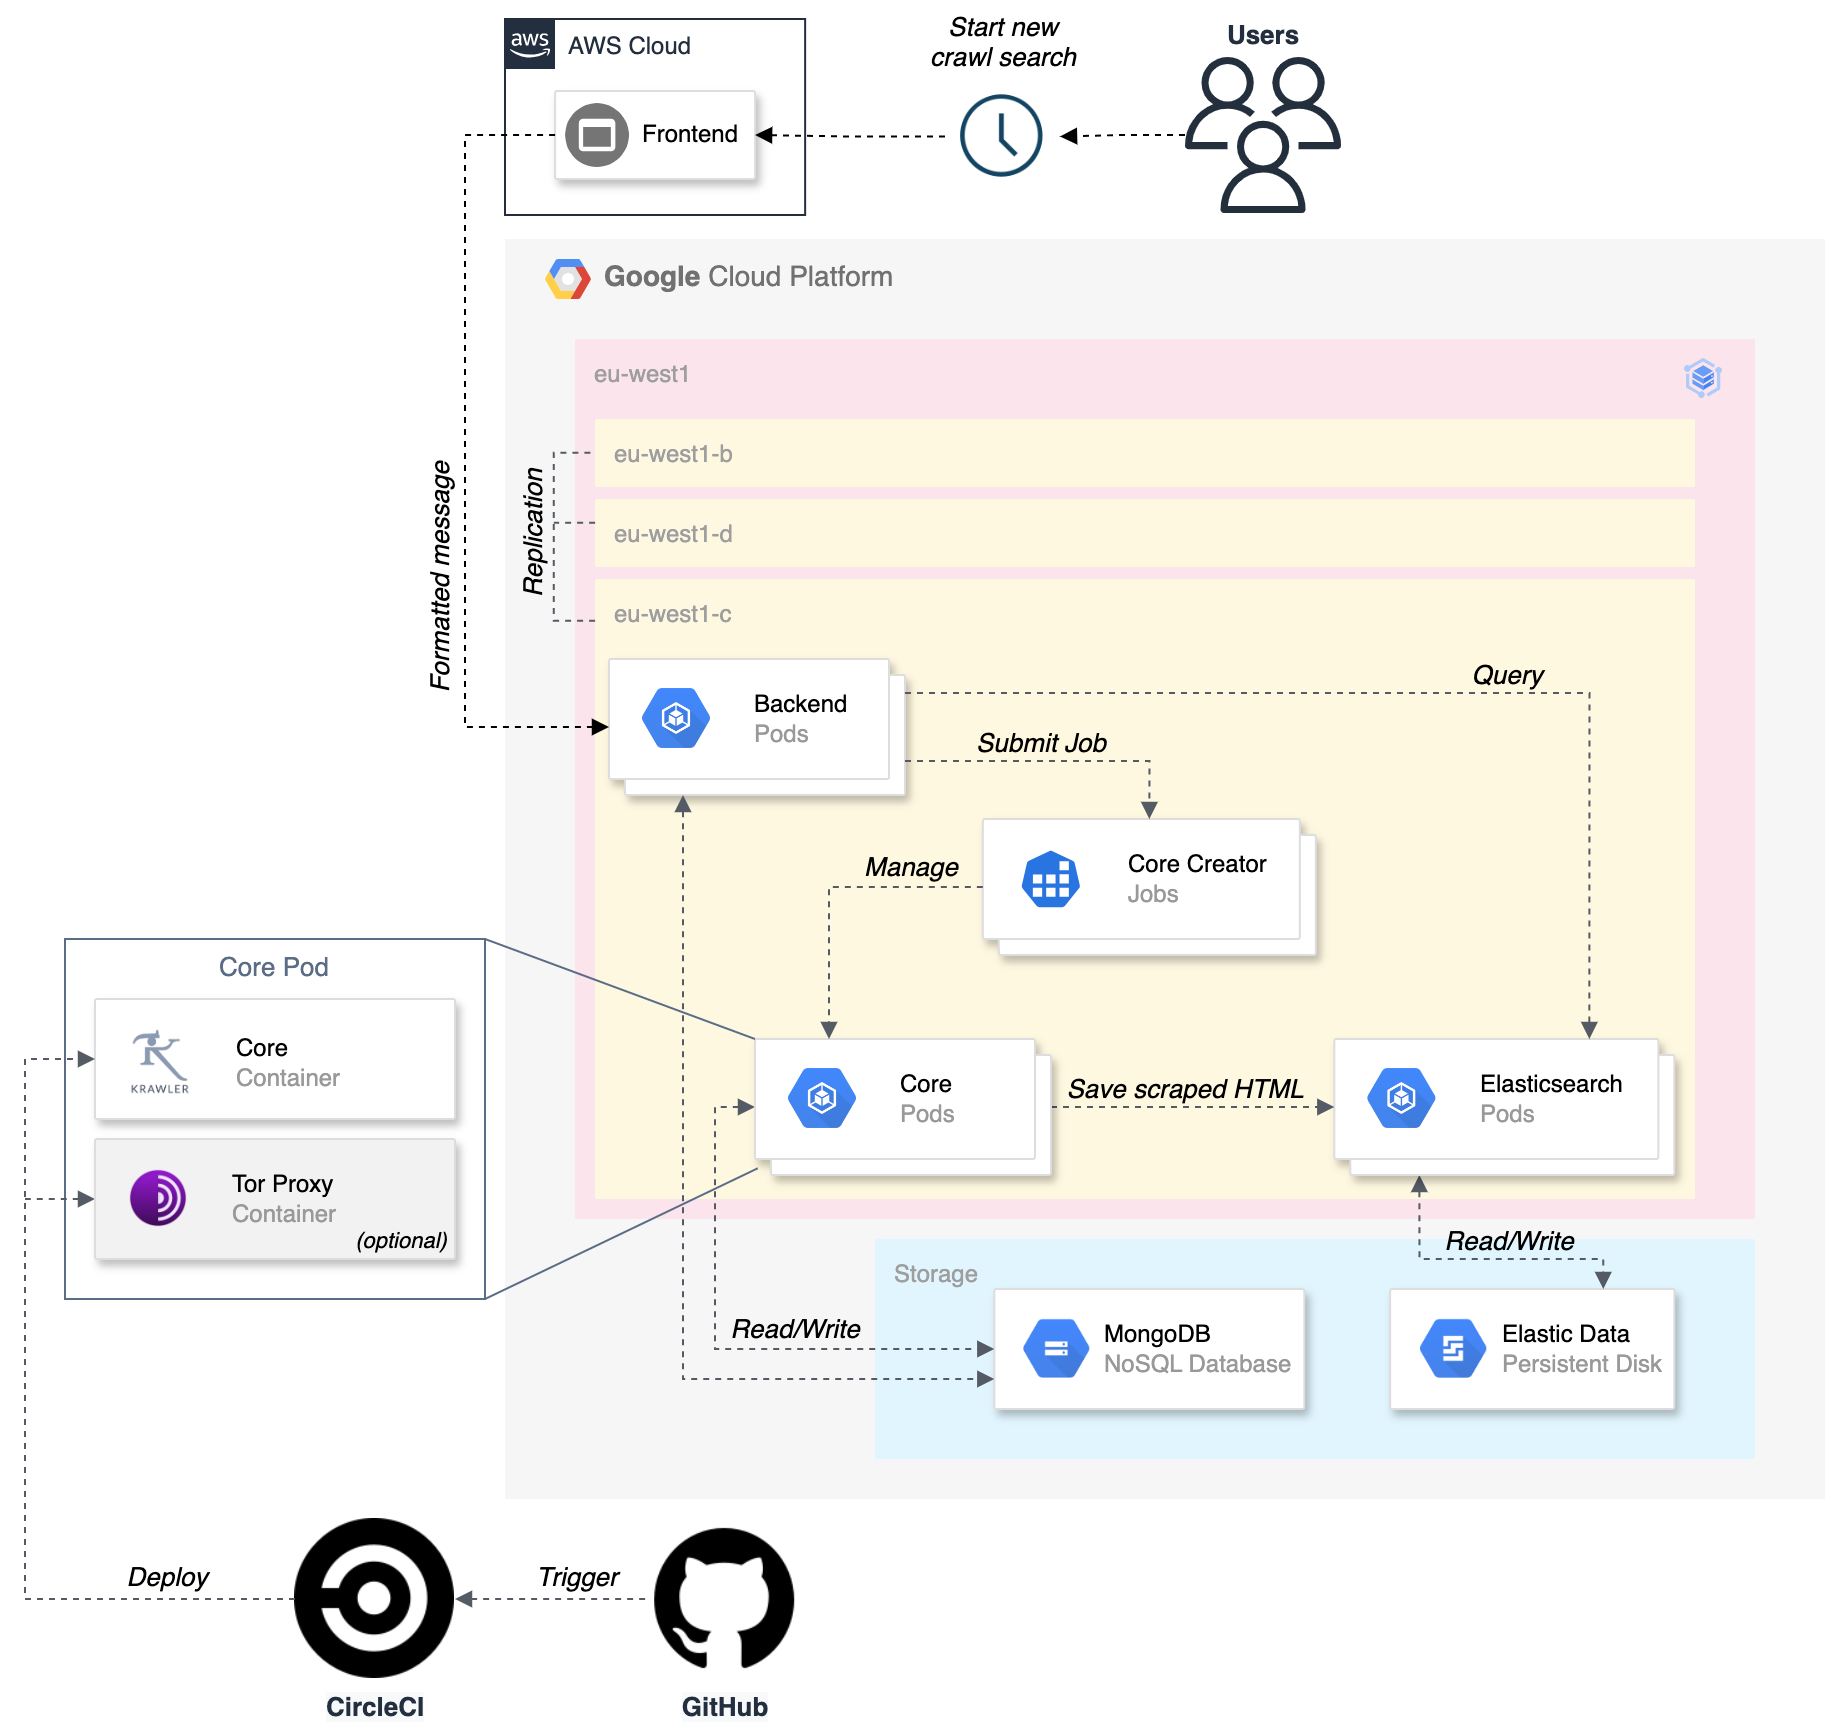 Start new
crawl search
Users
aws
AWS Cloud
Frontend
Google Cloud Platform
eu-west1
eu-west1-b
eu-west1-d
eu-west1-c
Replication
Formatted message
Backend
Pods
Query
Submit Job
Core Creator
Jobs
Manage
Core Pod
Core
Container
KRAWLER
Tor Proxy
Container
(optional)
Core
Pods
Save scraped HTML
Elasticsearch
Pods
Read/Write
Storage
Read/Write
MongoDB
NoSQL Database
Elastic Data
Persistent Disk
Deploy
Trigger
CircleCI
GitHub